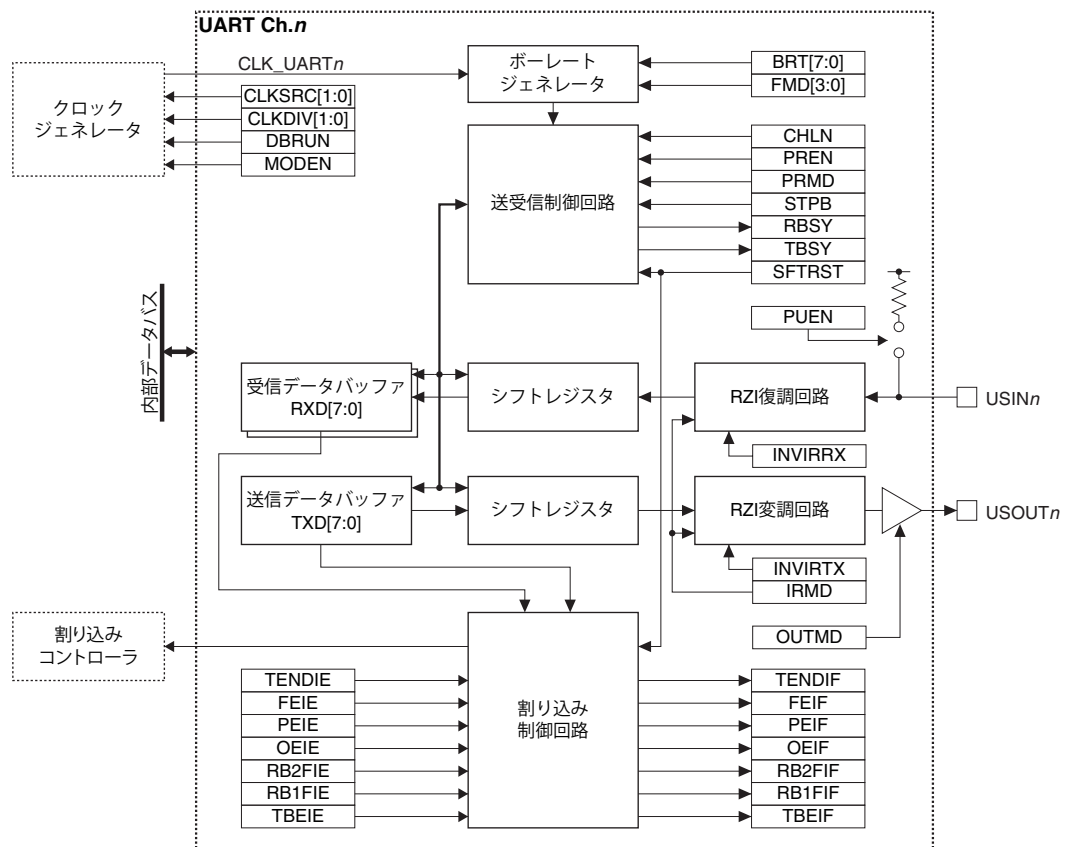 UART Ch.n
クロック
ジェネレータ
CLK_UARTn
CLKSRC[1:0]
CLKDIV[1:0]
DBRUN
MODEN
ボーレート
ジェネレータ
BRT[7:0]
FMD[3:0]
送受信制御回路
CHLN
PREN
PRMD
STPB
RBSY
TBSY
SFTRST
PUEN
内部データバス
受信データバッファ
RXD[7:0]
シフトレジスタ
RZI復調回路
USINn
INVIRRX
送信データバッファ
TXD[7:0]
シフトレジスタ
RZI変調回路
USOUTn
INVIRTX
IRMD
OUTMD
割り込み
コントローラ
割り込み
制御回路
TENDIE
FEIE
PEIE
OEIE
RB2FIE
RB1FIE
TBEIE
TENDIF
FEIF
PEIF
OEIF
RB2FIF
RB1FIF
TBEIF